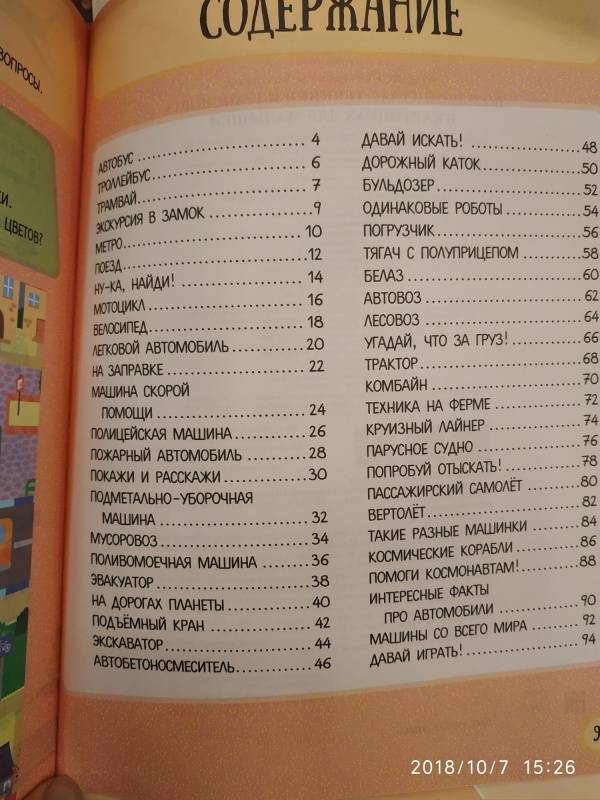 СОДЕРЖАНИЕ
ВОПРОСЫ.
ЦВЕТОВ?
АВТОБУС 4
ТРОЛЛЕЙБУС 6
ТРАМВАЙ 7
ЭКСКУРСИЯ В ЗАМОК 9
МЕТРО 10
ПОЕЗД 12
НУ-КА, НАЙДИ! 14
МОТОЦИКЛ 16
ВЕЛОСИПЕД 18
ЛЕГКОВОЙ АВТОМОБИЛЬ 20
НА ЗАПРАВКЕ 22
МАШИНА СКОРОЙ
ПОМОЩИ 24
ПОЛИЦЕЙСКАЯ МАШИНА 26
ПОЖАРНЫЙ АВТОМОБИЛЬ 28
ПОКАЖИ И РАССКАЖИ 30
ПОДМЕТАЛЬНО-УБОРОЧНАЯ
МАШИНА 32
МУСОРОВОЗ 34
ПОЛИВОМОЕЧНАЯ МАШИНА 36
ЭВАКУАТОР 38
НА ДОРОГАХ ПЛАНЕТЫ 40
ПОДЪЁМНЫЙ КРАН 42
ЭКСКАВАТОР 44
АВТОБЕТОНОСМЕСИТЕЛЬ 46
ДАВАЙ ИСКАТЬ! 48
ДОРОЖНЫЙ КАТОК 50
БУЛЬДОЗЕР 52
ОДИНАКОВЫЕ РОБОТЫ 54
ПОГРУЗЧИК 56
ТЯГАЧ С ПОЛУПРИЦЕПОМ 58
БЕЛАЗ 60
АВТОВОЗ 62
ЛЕСОВОЗ 64
УГАДАЙ, ЧТО ЗА ГРУЗ! 66
ТРАКТОР 68
КОМБАЙН 70
ТЕХНИКА НА ФЕРМЕ 72
КРУИЗНЫЙ ЛАЙНЕР 74
ПАРУСНОЕ СУДНО 76
ПОПРОБУЙ ОТЫСКАТЬ! 78
ПАССАЖИРСКИЙ САМОЛЁТ 80
ВЕРТОЛЁТ 82
ТАКИЕ РАЗНЫЕ МАШИНКИ 84
КОСМИЧЕСКИЕ КОРАБЛИ 86
ПОМОГИ КОСМОНАВТАМ! 88
ИНТЕРЕСНЫЕ ФАКТЫ
ПРО АВТОМОБИЛИ 90
МАШИНЫ СО ВСЕГО МИРА 92
ДАВАЙ ИГРАТЬ! 94
2018/10/7 15:26